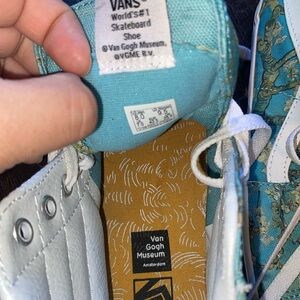 VANS
World's#1
Skateboard
Shoe
©Van Gogh Museum,
©VGME B.V.
Van
Gogh
Museum
Amsterdam